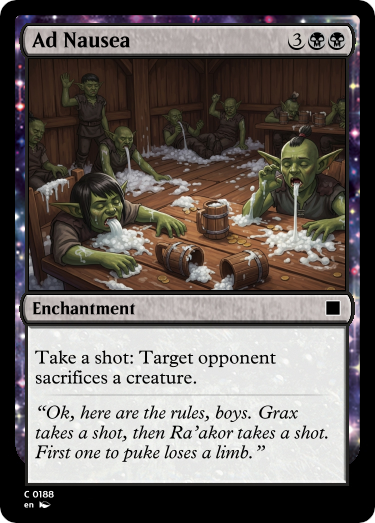 Ad Nausea 3
Enchantment
Take a shot: Target opponent
sacrifices a creature.
“Ok, here are the rules, boys. Grax
takes a shot, then Ra'akor takes a shot.
First one to puke loses a limb.”
C 0188
en